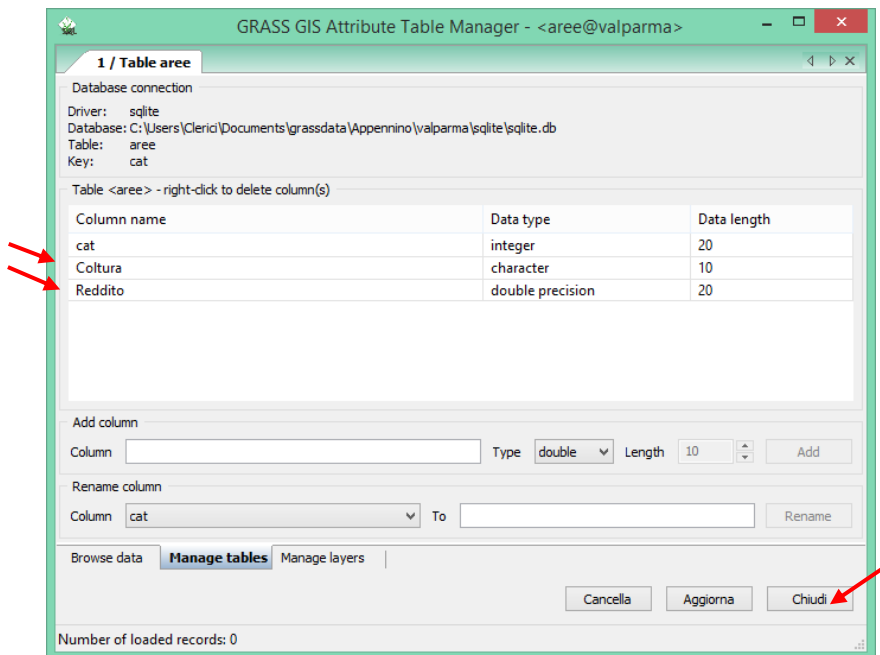 GRASS GIS Attribute Table Manager - <aree@valparma>
1 / Table aree
Database connection
Driver: sqlite
Database: C:\Users\Clerici\Documents\grassdata\Appennino\valparma\sqlite\sqlite.db
Table: aree
Key: cat
Table <aree> - right-click to delete column(s)
Column name Data type Data length
cat integer 20
Coltura character 10
Reddito double precision 20
Add column
Column Type double Length 10 Add
Rename column
Column cat To Rename
Browse data Manage tables Manage layers
Cancella Aggiorna Chiudi
Number of loaded records: 0